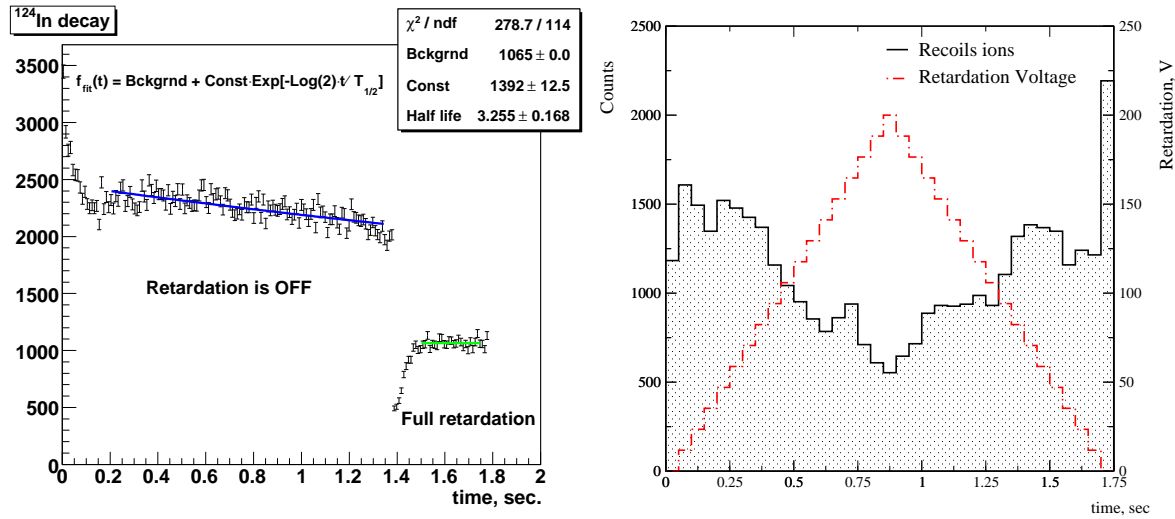 ¹²⁴In decay
χ² / ndf 278.7 / 114
Bckgrnd 1065 ± 0.0
Const 1392 ± 12.5
Half life 3.255 ± 0.168
f_fit(t) = Bckgrnd + Const·Exp[-Log(2)·t/ T_1/2]
3500
3000
2500
2000
1500
1000
500
0
Retardation is OFF
Full retardation
0 0.2 0.4 0.6 0.8 1 1.2 1.4 1.6 1.8 2
time, sec.
Recoils ions
Retardation Voltage
Counts
2500
2000
1500
1000
500
0
Retardation, V
250
200
150
100
50
0
0 0.25 0.5 0.75 1 1.25 1.5 1.75
time, sec